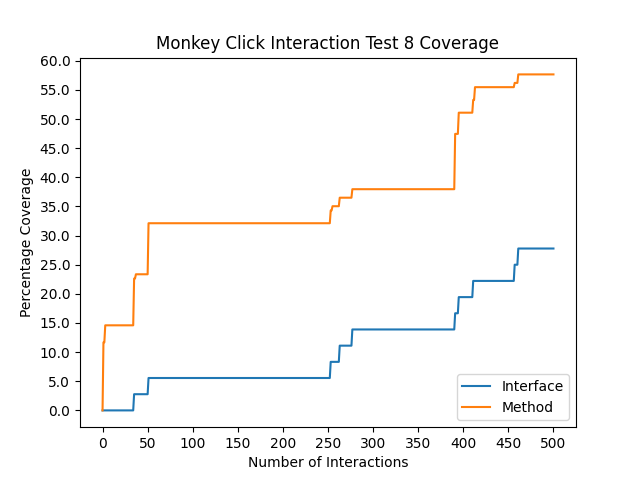 Monkey Click Interaction Test 8 Coverage
60.0
55.0
50.0
45.0
40.0
35.0
30.0
25.0
20.0
15.0
10.0
5.0
0.0
Percentage Coverage
Interface
Method
0 50 100 150 200 250 300 350 400 450 500
Number of Interactions